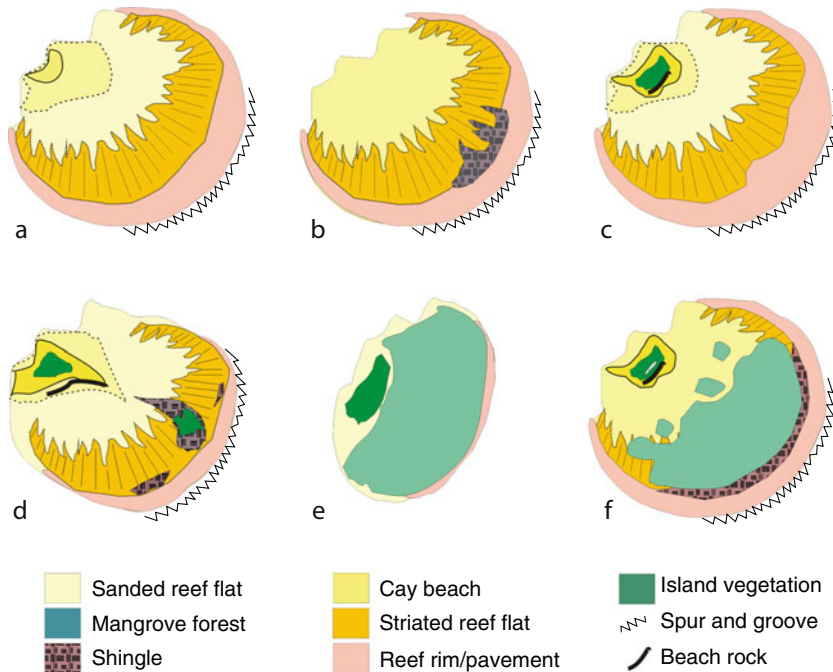 a
b
c
d
e
f
Sanded reef flat
Mangrove forest
Shingle
Cay beach
Striated reef flat
Reef rim/pavement
Island vegetation
Spur and groove
Beach rock